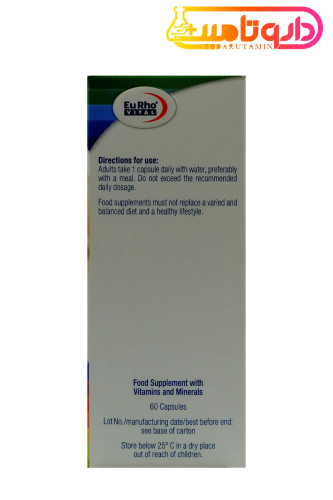 داروتامین
DARUTAMIN
EuRho®
VITAL
Directions for use:
Adults take 1 capsule daily with water, preferably
with a meal. Do not exceed the recommended
daily dosage.
Food supplements must not replace a varied and
balanced diet and a healthy lifestyle.
Food Supplement with
Vitamins and Minerals
60 Capsules
Lot No./manufacturing date/best before end:
see base of carton
Store below 25° C in a dry place
out of reach of children.